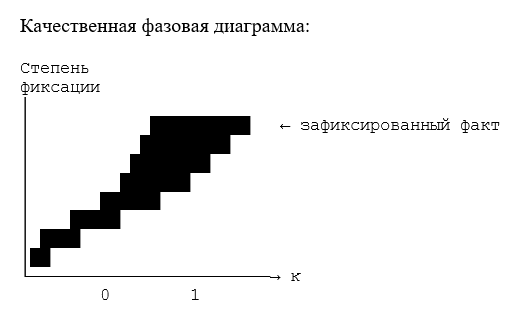 Качественная фазовая диаграмма:
Степень
фиксации
← зафиксированный факт
→ κ
0 1